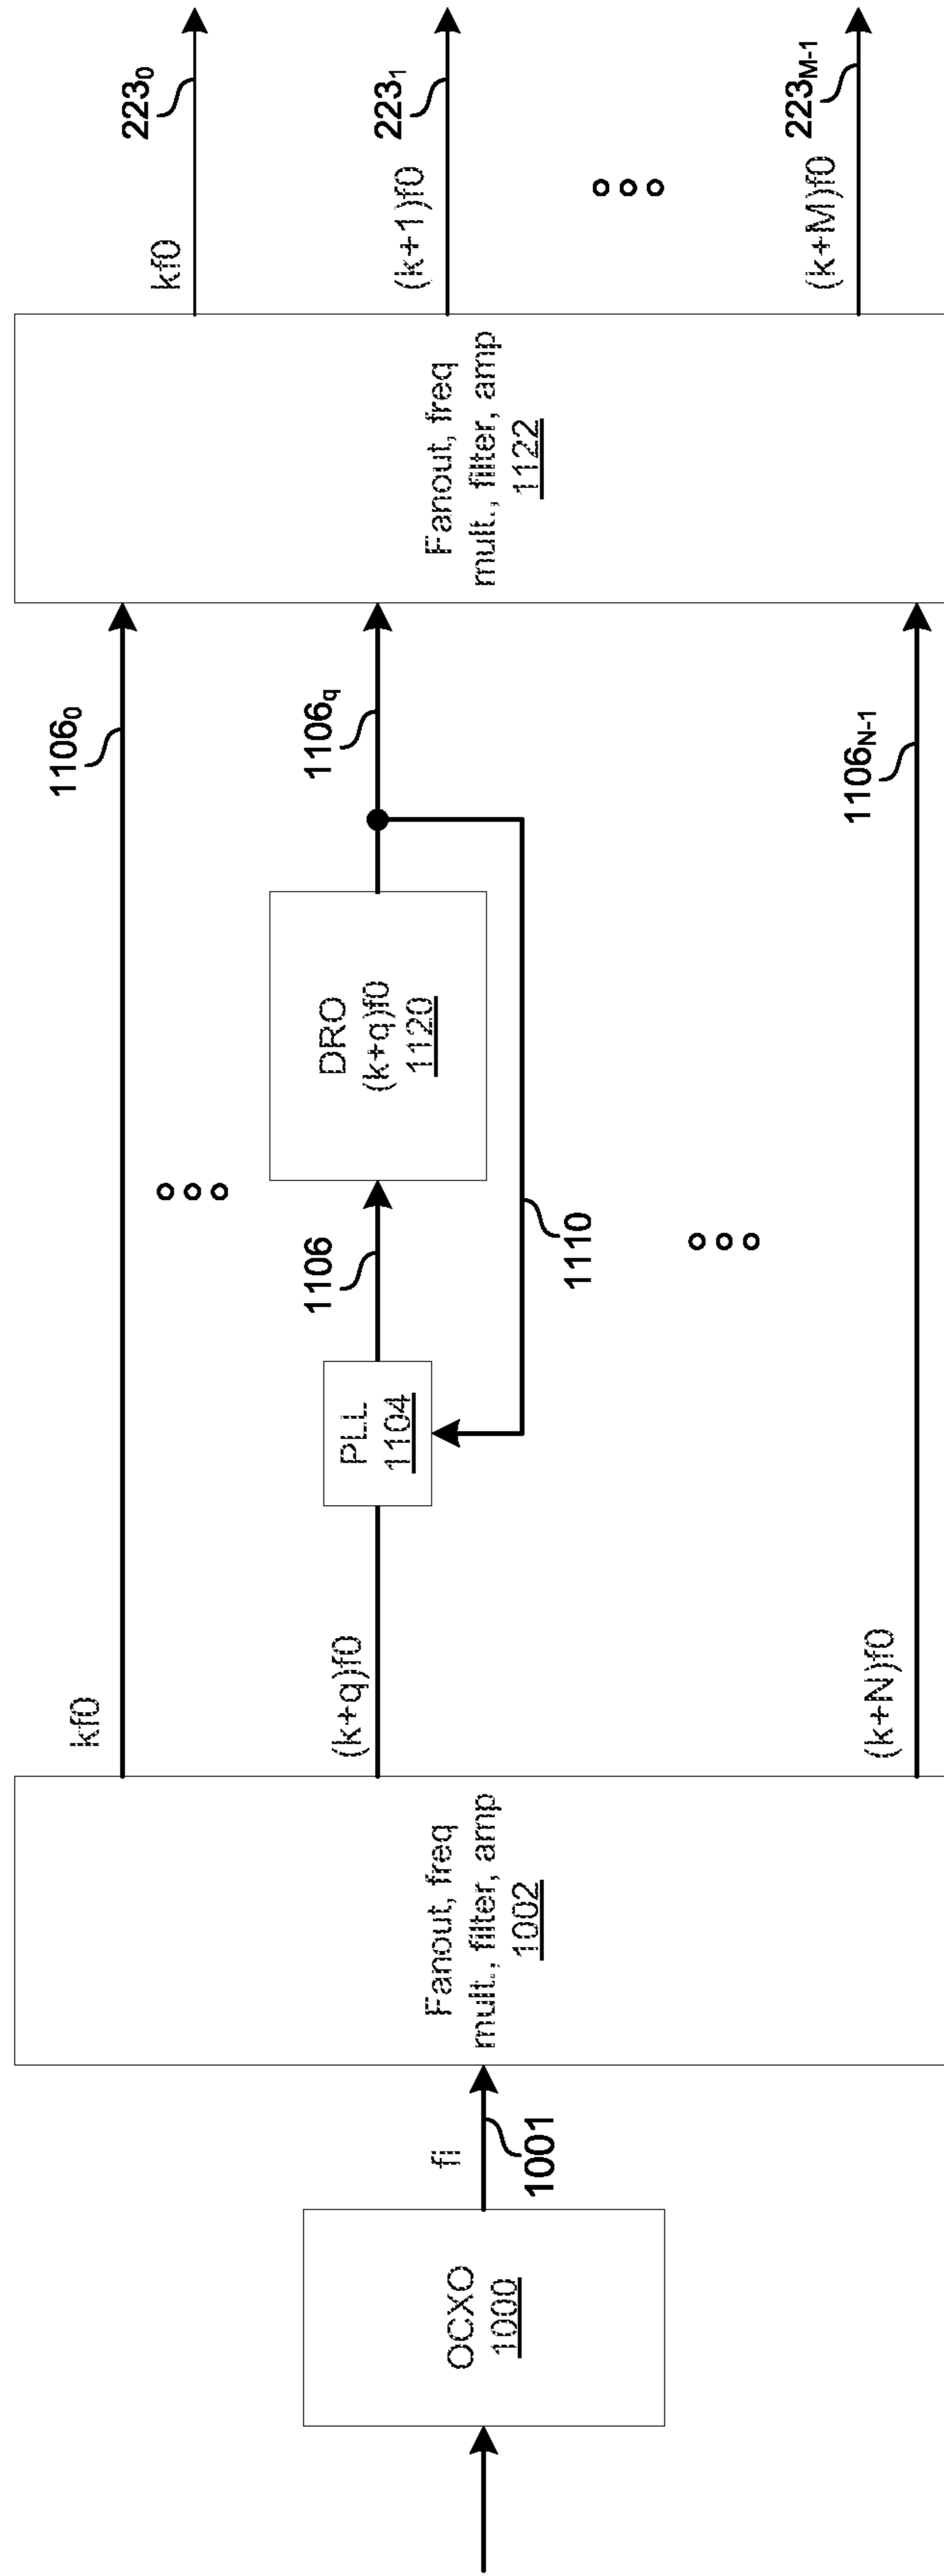 OCXO
1000
fi
1001
Fanout, freq
mult., filter, amp
1002
kf0
1106₀
(k+q)f0
PLL
1104
1106
DRO
(k+q)f0
1120
1106q
1110
(k+N)f0
1106N-1
Fanout, freq
mult., filter, amp
1122
kf0
223₀
(k+1)f0
223₁
(k+M)f0
223M-1